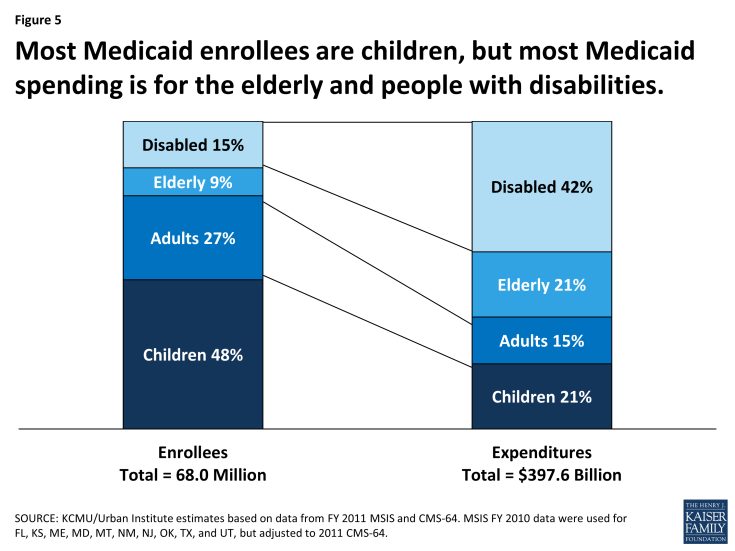 Figure 5
Most Medicaid enrollees are children, but most Medicaid
spending is for the elderly and people with disabilities.
Disabled 15%
Elderly 9%
Adults 27%
Children 48%
Disabled 42%
Elderly 21%
Adults 15%
Children 21%
Enrollees
Total = 68.0 Million
Expenditures
Total = $397.6 Billion
SOURCE: KCMU/Urban Institute estimates based on data from FY 2011 MSIS and CMS-64. MSIS FY 2010 data were used for
FL, KS, ME, MD, MT, NM, NJ, OK, TX, and UT, but adjusted to 2011 CMS-64.
THE HENRY J.
KAISER
FAMILY
FOUNDATION